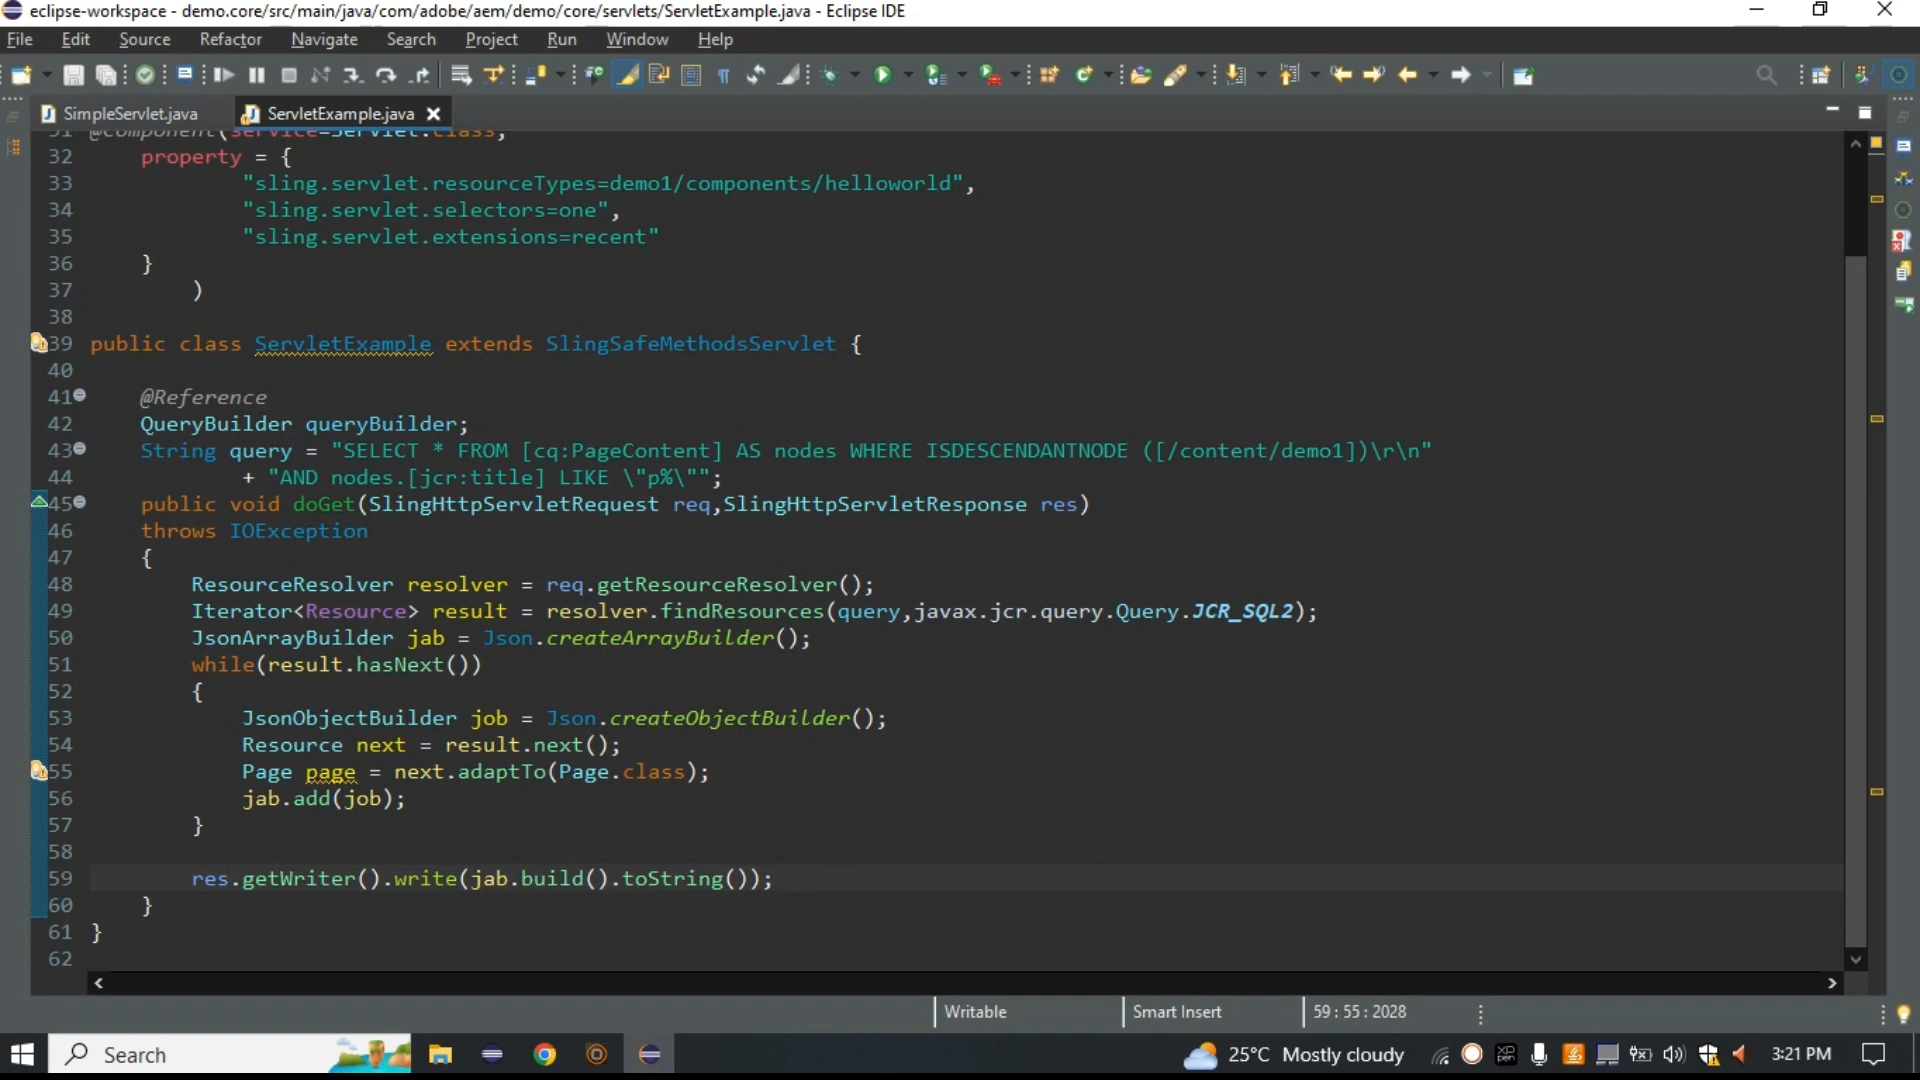 eclipse-workspace - demo.core/src/main/java/com/adobe/aem/demo/core/servlets/ServletExample.java - Eclipse IDE
File Edit Source Refactor Navigate Search Project Run Window Help
SimpleServlet.java ServletExample.java
31 @Component(service=Servlet.class,
32 property = {
33 "sling.servlet.resourceTypes=demo1/components/helloworld",
34 "sling.servlet.selectors=one",
35 "sling.servlet.extensions=recent"
36 }
37 )
38
39 public class ServletExample extends SlingSafeMethodsServlet {
40
41 @Reference
42 QueryBuilder queryBuilder;
43 String query = "SELECT * FROM [cq:PageContent] AS nodes WHERE ISDESCENDANTNODE ([/content/demo1])\r\n"
44 + "AND nodes.[jcr:title] LIKE \"p%\"";
45 public void doGet(SlingHttpServletRequest req,SlingHttpServletResponse res)
46 throws IOException
47 {
48 ResourceResolver resolver = req.getResourceResolver();
49 Iterator<Resource> result = resolver.findResources(query,javax.jcr.query.Query.JCR_SQL2);
50 JsonArrayBuilder jab = Json.createArrayBuilder();
51 while(result.hasNext())
52 {
53 JsonObjectBuilder job = Json.createObjectBuilder();
54 Resource next = result.next();
55 Page page = next.adaptTo(Page.class);
56 jab.add(job);
57 }
58
59 res.getWriter().write(jab.build().toString());
60 }
61 }
62
Writable Smart Insert 59 : 55 : 2028
Search 25°C Mostly cloudy 3:21 PM